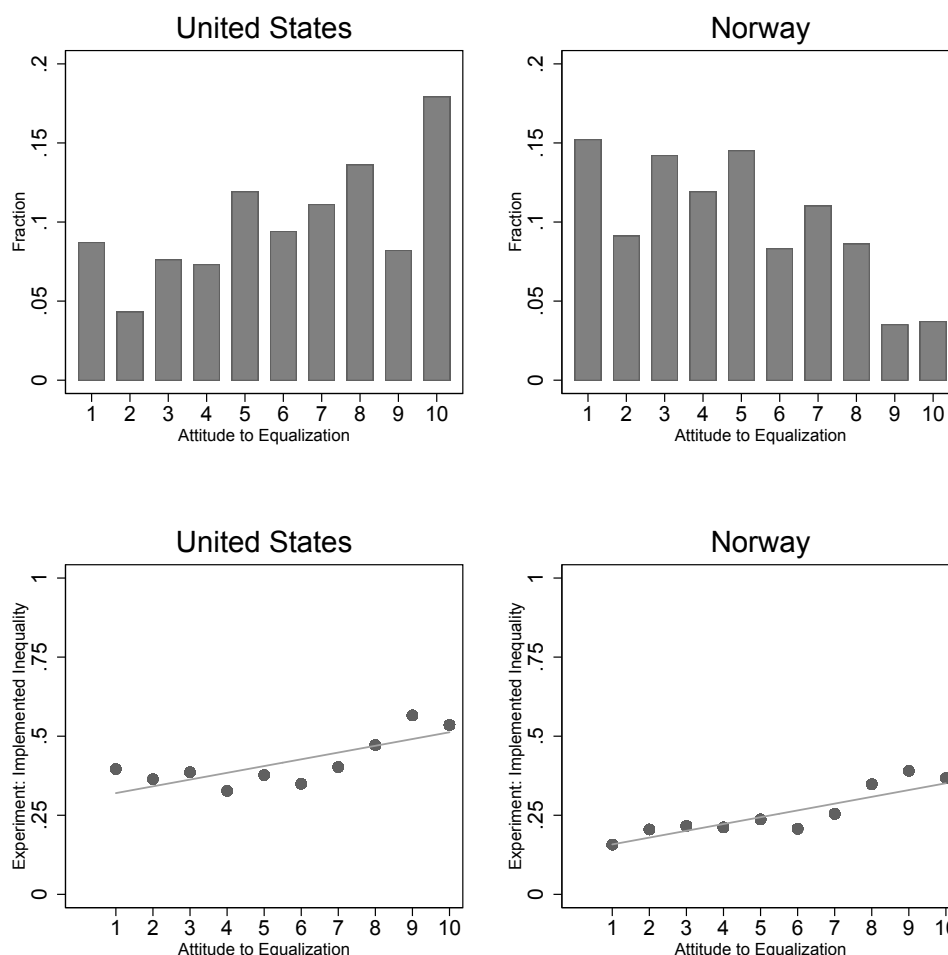 United States
Norway
.2
.15
.1
.05
0
Fraction
1 2 3 4 5 6 7 8 9 10
Attitude to Equalization
.2
.15
.1
.05
0
Fraction
1 2 3 4 5 6 7 8 9 10
Attitude to Equalization
United States
Norway
1
.75
.5
.25
0
Experiment: Implemented Inequality
1 2 3 4 5 6 7 8 9 10
Attitude to Equalization
1
.75
.5
.25
0
Experiment: Implemented Inequality
1 2 3 4 5 6 7 8 9 10
Attitude to Equalization